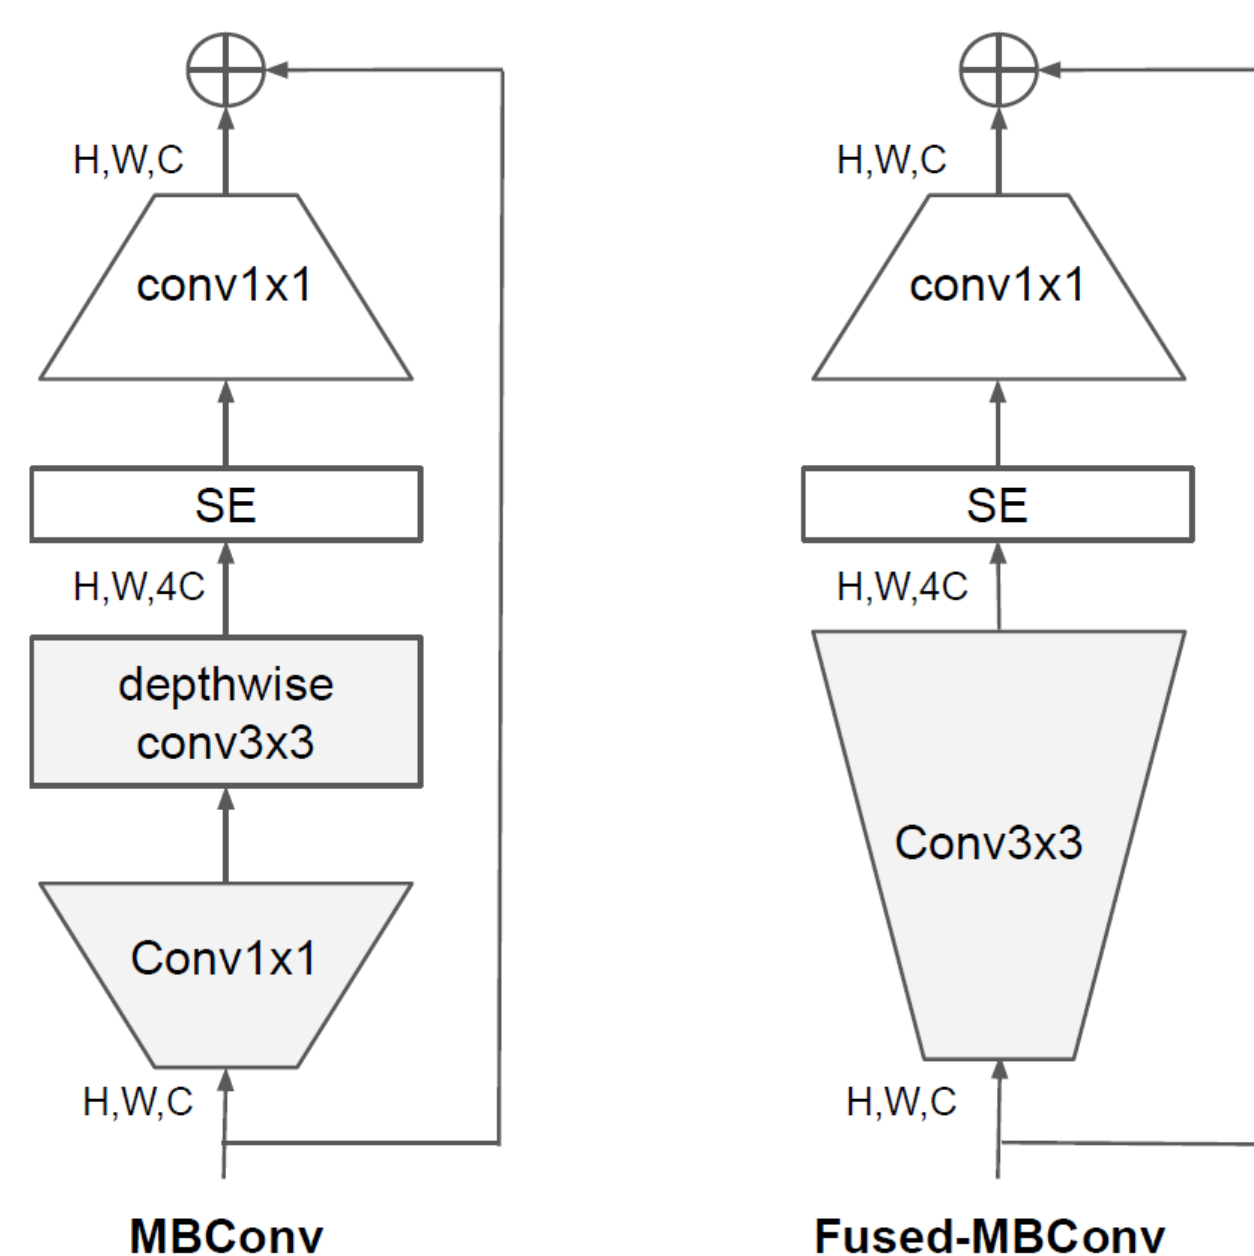 H,W,C
conv1x1
SE
H,W,4C
depthwise
conv3x3
Conv1x1
H,W,C
MBConv
H,W,C
conv1x1
SE
H,W,4C
Conv3x3
H,W,C
Fused-MBConv